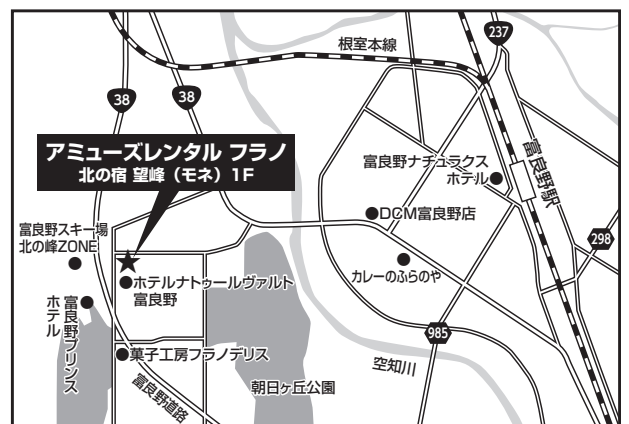 237
根室本線
38
38
アミューズレンタル フラノ
北の宿 望峰（モネ）1F
富良野ナチュラクス
ホテル
富良野駅
DCM富良野店
298
富良野スキー場
北の峰ZONE
カレーのふらのや
ホテルナトゥールヴァルト
富良野
富良野プリンス
ホテル
985
菓子工房フラノデリス
空知川
朝日ヶ丘公園
富良野道路